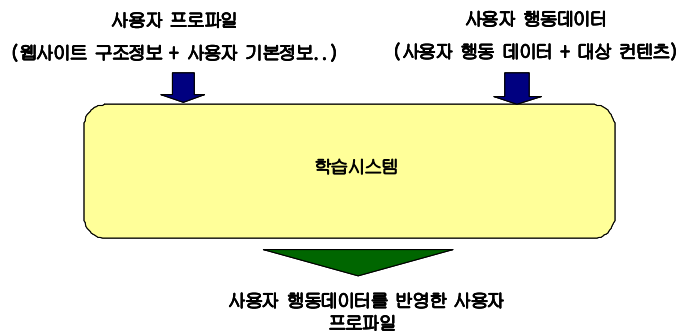 사용자 프로파일
(웹사이트 구조정보 + 사용자 기본정보..)
사용자 행동데이터
(사용자 행동 데이터 + 대상 컨텐츠)
학습시스템
사용자 행동데이터를 반영한 사용자
프로파일